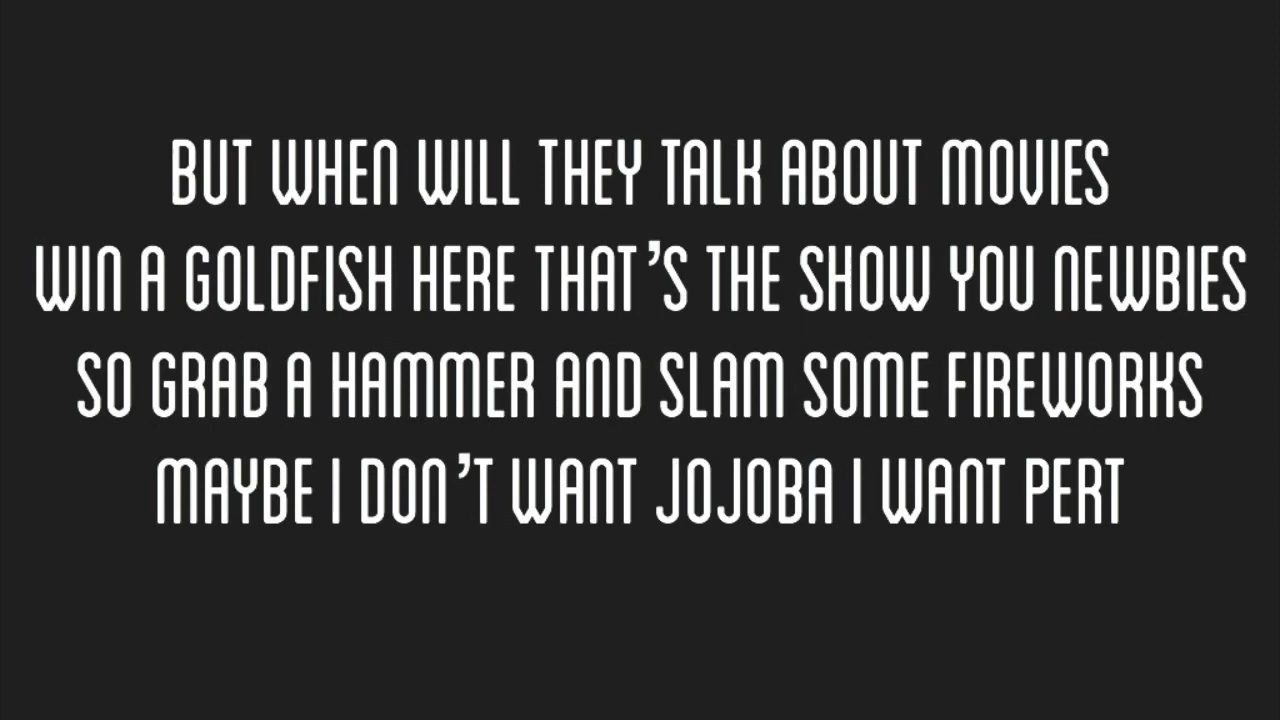 BUT WHEN WILL THEY TALK ABOUT MOVIES
WIN A GOLDFISH HERE THAT'S THE SHOW YOU NEWBIES
SO GRAB A HAMMER AND SLAM SOME FIREWORKS
MAYBE I DON'T WANT JOJOBA I WANT PERT